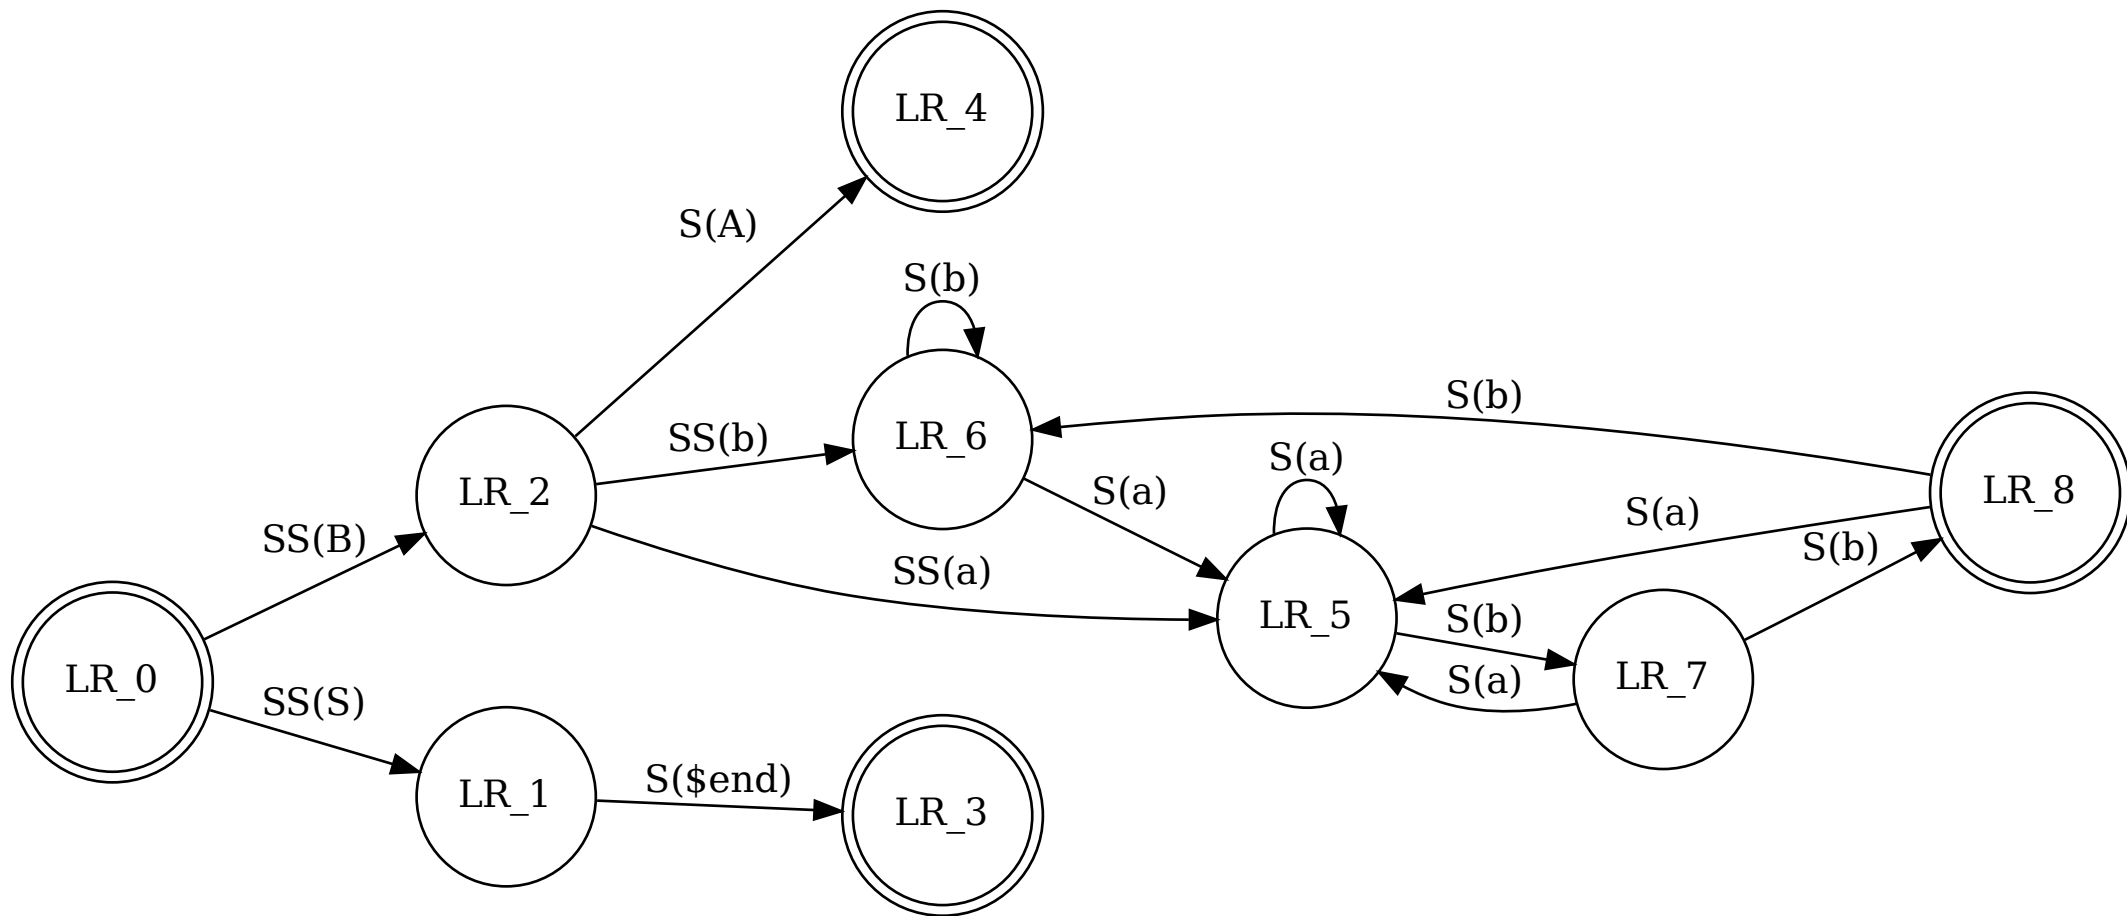 LR_4
S(A)
S(b)
S(b)
SS(b)
LR_6
S(a)
S(a)
LR_2
LR_8
S(a)
SS(B)
S(b)
SS(a)
LR_5
S(b)
LR_0
LR_7
S(a)
SS(S)
S($end)
LR_1
LR_3